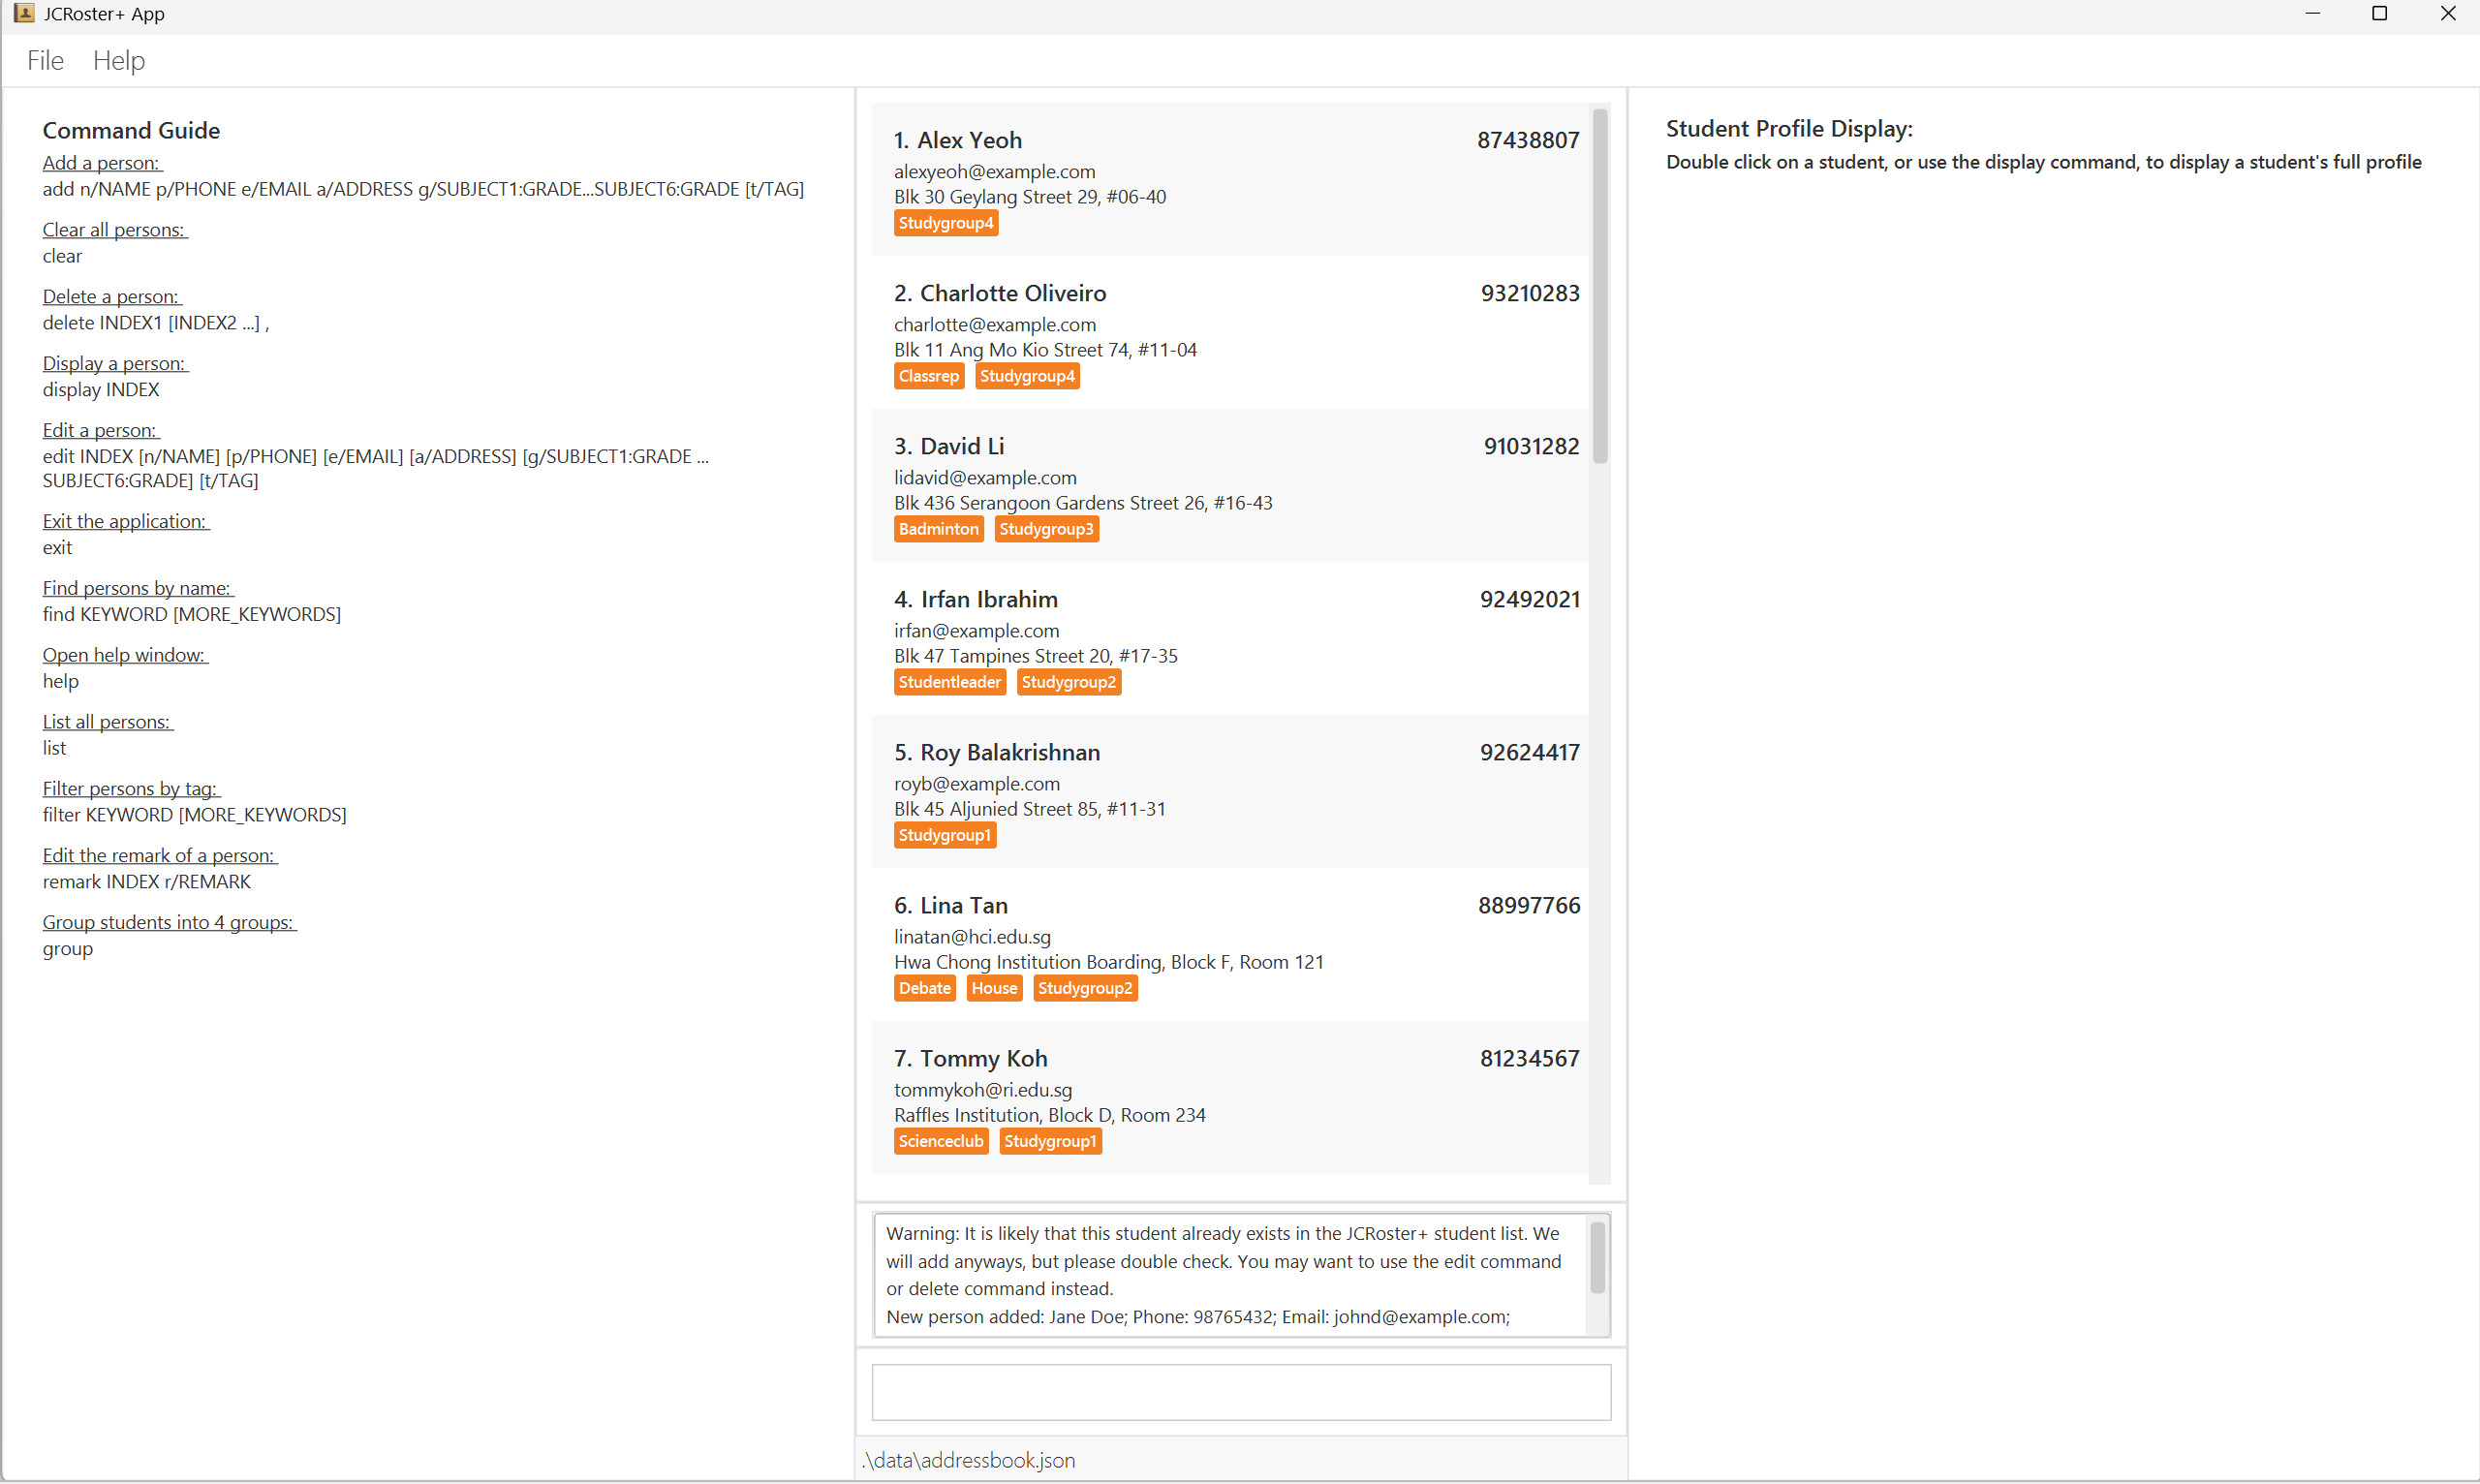 JCRoster+ App
File Help
Command Guide
Add a person:
add n/NAME p/PHONE e/EMAIL a/ADDRESS g/SUBJECT1:GRADE...SUBJECT6:GRADE [t/TAG]
Clear all persons:
clear
Delete a person:
delete INDEX1 [INDEX2 ...] ,
Display a person:
display INDEX
Edit a person:
edit INDEX [n/NAME] [p/PHONE] [e/EMAIL] [a/ADDRESS] [g/SUBJECT1:GRADE ...
SUBJECT6:GRADE] [t/TAG]
Exit the application:
exit
Find persons by name:
find KEYWORD [MORE_KEYWORDS]
Open help window:
help
List all persons:
list
Filter persons by tag:
filter KEYWORD [MORE_KEYWORDS]
Edit the remark of a person:
remark INDEX r/REMARK
Group students into 4 groups:
group
1. Alex Yeoh 87438807
alexyeoh@example.com
Blk 30 Geylang Street 29, #06-40
Studygroup4
2. Charlotte Oliveiro 93210283
charlotte@example.com
Blk 11 Ang Mo Kio Street 74, #11-04
Classrep Studygroup4
3. David Li 91031282
lidavid@example.com
Blk 436 Serangoon Gardens Street 26, #16-43
Badminton Studygroup3
4. Irfan Ibrahim 92492021
irfan@example.com
Blk 47 Tampines Street 20, #17-35
Studentleader Studygroup2
5. Roy Balakrishnan 92624417
royb@example.com
Blk 45 Aljunied Street 85, #11-31
Studygroup1
6. Lina Tan 88997766
linatan@hci.edu.sg
Hwa Chong Institution Boarding, Block F, Room 121
Debate House Studygroup2
7. Tommy Koh 81234567
tommykoh@ri.edu.sg
Raffles Institution, Block D, Room 234
Scienceclub Studygroup1
Warning: It is likely that this student already exists in the JCRoster+ student list. We
will add anyways, but please double check. You may want to use the edit command
or delete command instead.
New person added: Jane Doe; Phone: 98765432; Email: johnd@example.com;
.\data\addressbook.json
Student Profile Display:
Double click on a student, or use the display command, to display a student's full profile